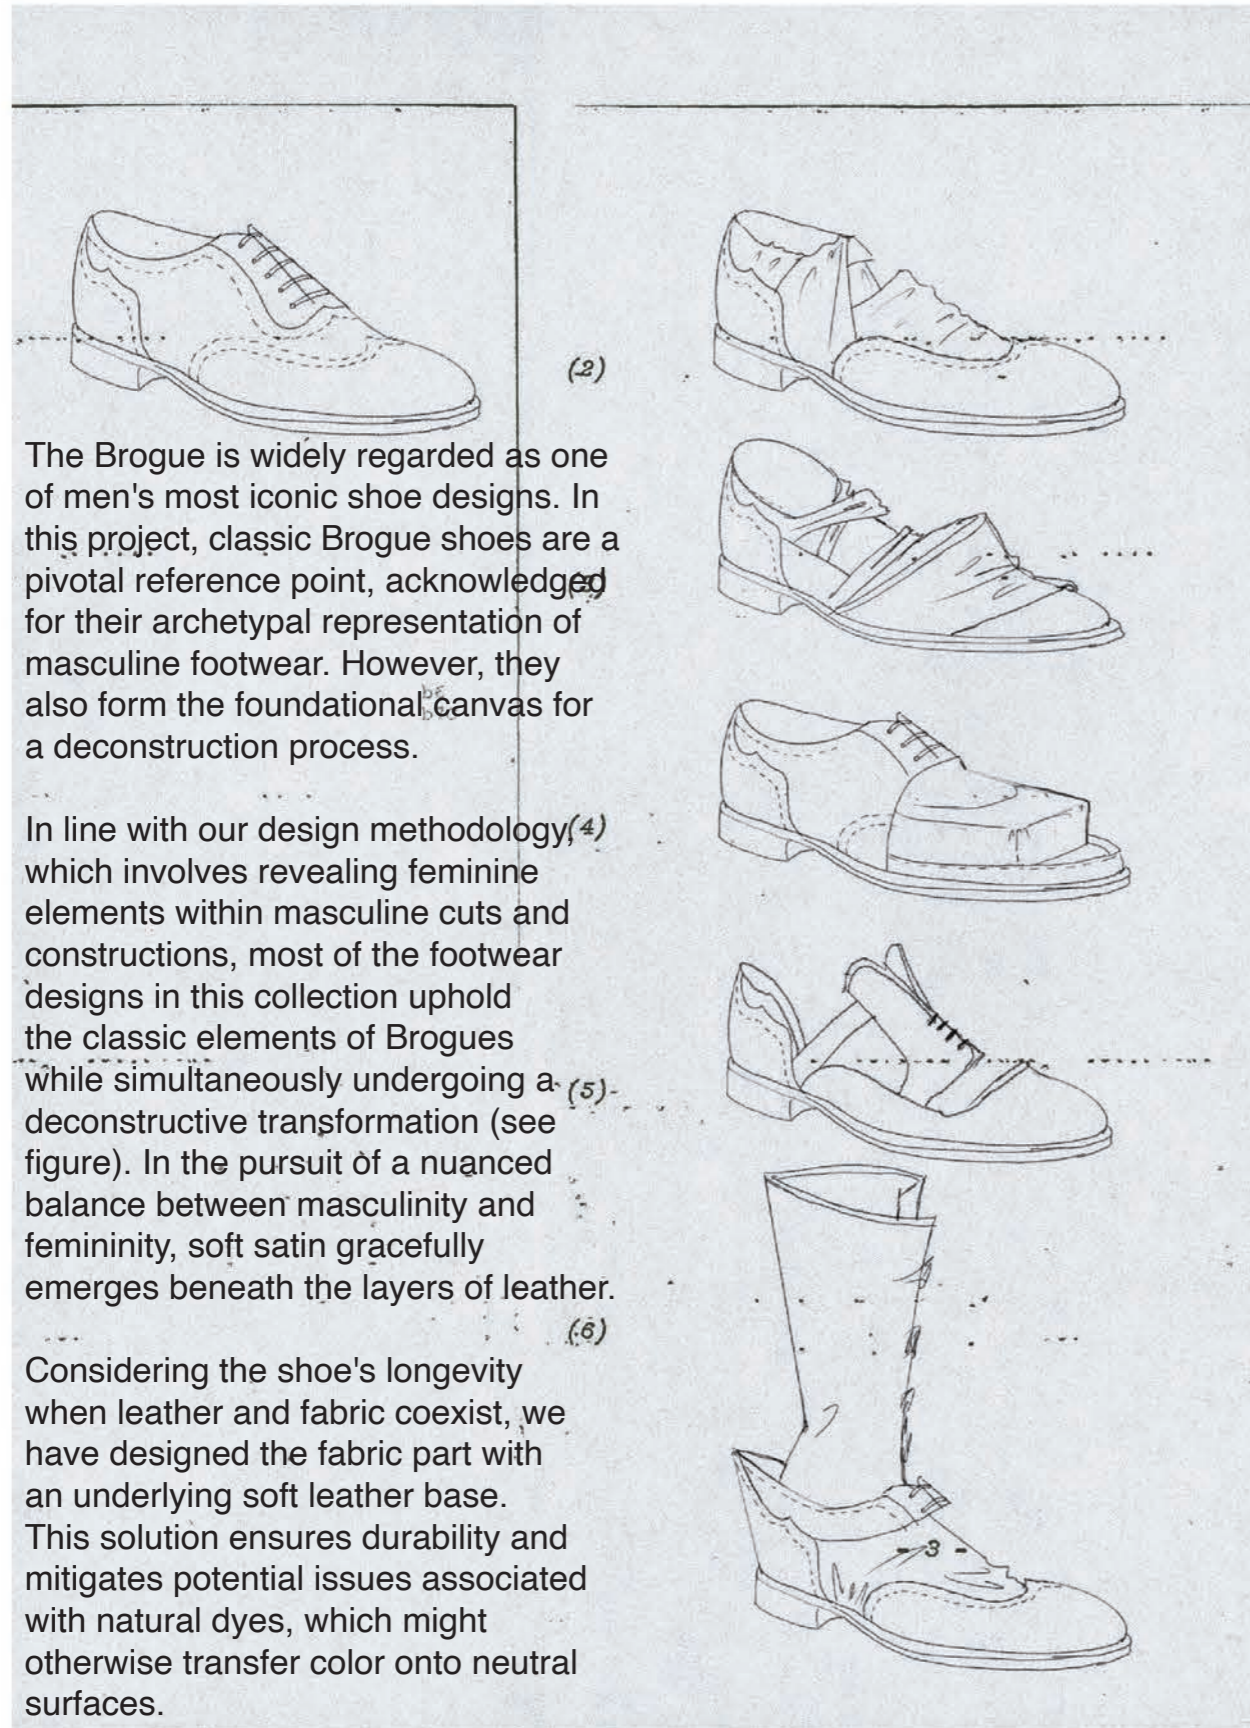 (2)
The Brogue is widely regarded as one
of men's most iconic shoe designs. In
this project, classic Brogue shoes are a
pivotal reference point, acknowledged
for their archetypal representation of
masculine footwear. However, they
also form the foundational canvas for
a deconstruction process.
In line with our design methodology,
(4)
which involves revealing feminine
elements within masculine cuts and
constructions, most of the footwear
designs in this collection uphold
the classic elements of Brogues
while simultaneously undergoing a
(5)
deconstructive transformation (see
figure). In the pursuit of a nuanced
balance between masculinity and
femininity, soft satin gracefully
emerges beneath the layers of leather.
(6)
Considering the shoe's longevity
when leather and fabric coexist, we
have designed the fabric part with
an underlying soft leather base.
This solution ensures durability and
mitigates potential issues associated
with natural dyes, which might
otherwise transfer color onto neutral
surfaces.
- 3 -